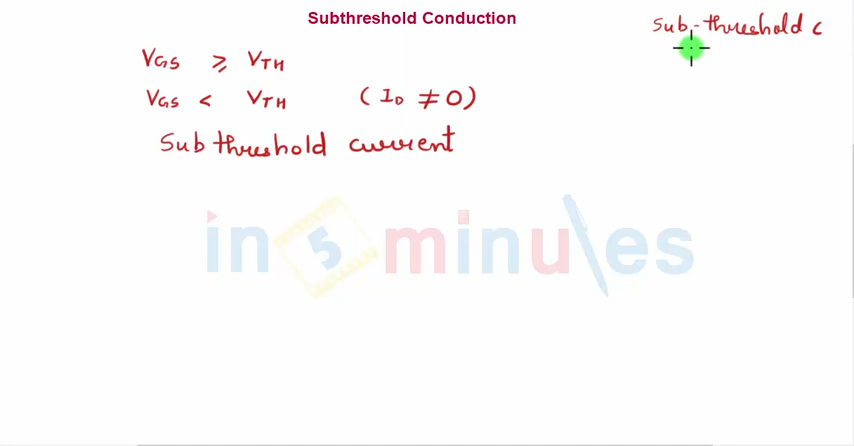 Subthreshold Conduction
Sub-threshold c
VGS ≥ VTH
VGS < VTH (ID ≠ 0)
Subthreshold current
in 5 minutes